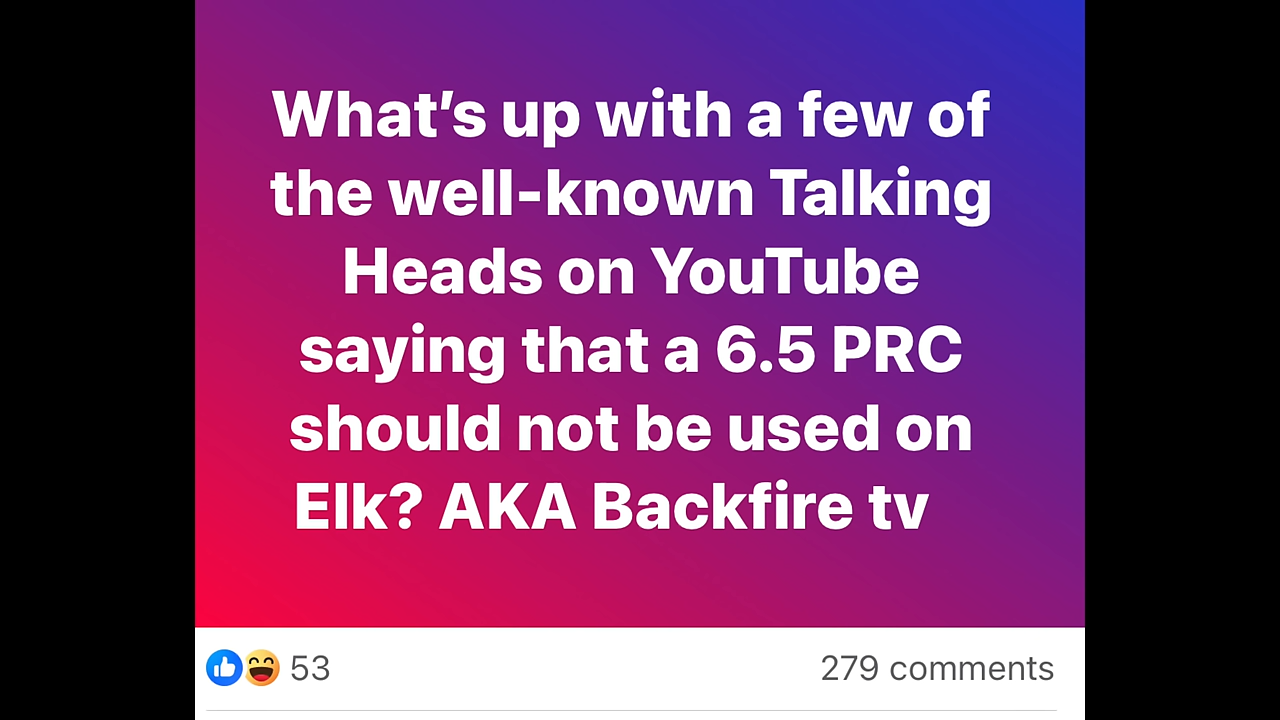 What's up with a few of
the well-known Talking
Heads on YouTube
saying that a 6.5 PRC
should not be used on
Elk? AKA Backfire tv
53
279 comments